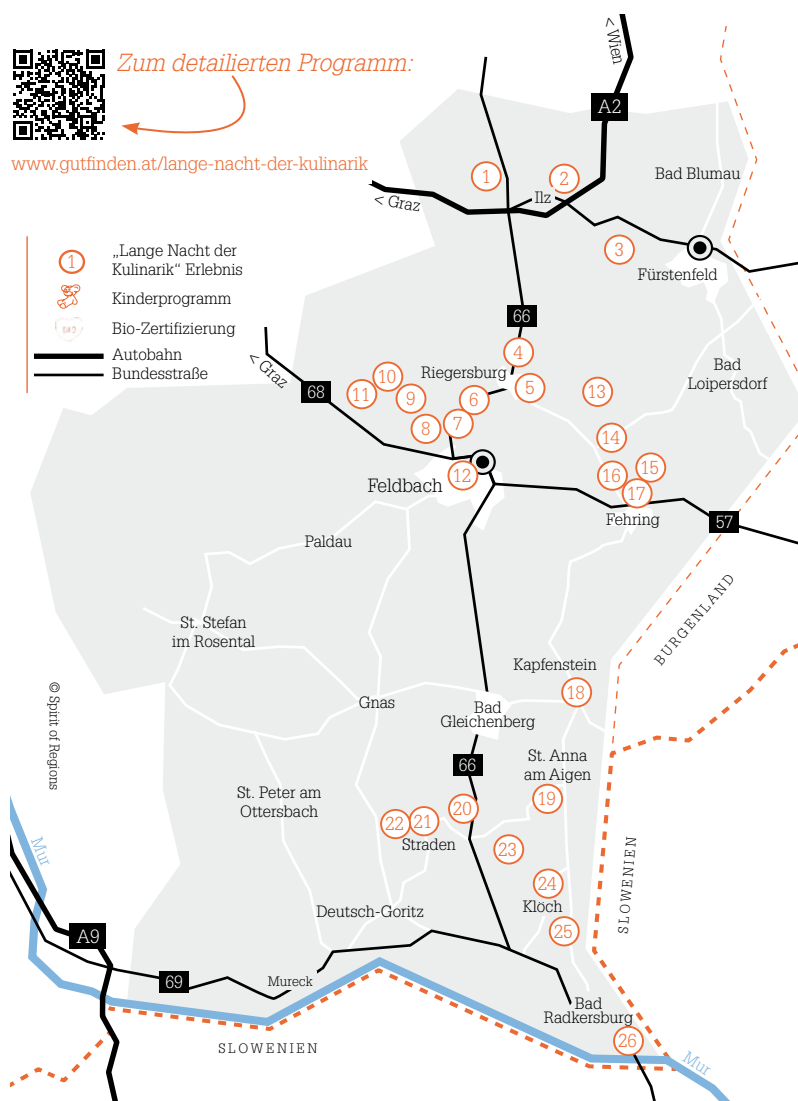 Zum detailierten Programm:
www.gutfinden.at/lange-nacht-der-kulinarik
1
„Lange Nacht der
Kulinarik“ Erlebnis
Kinderprogramm
Bio-Zertifizierung
Autobahn
Bundesstraße
< Wien
A2
1
2
Ilz
Bad Blumau
< Graz
3
Fürstenfeld
66
4
Riegersburg
5
< Graz
68
Bad
Loipersdorf
10
11
9
6
13
8
7
14
12
Feldbach
16
15
17
Fehring
57
Paldau
BURGENLAND
St. Stefan
im Rosental
Kapfenstein
18
© Spirit of Regions
Gnas
Bad
Gleichenberg
66
St. Anna
am Aigen
19
St. Peter am
Ottersbach
20
22
21
Straden
23
Mur
24
Klöch
25
SLOWENIEN
Deutsch-Goritz
A9
69
Mureck
Bad
Radkersburg
26
SLOWENIEN
Mur